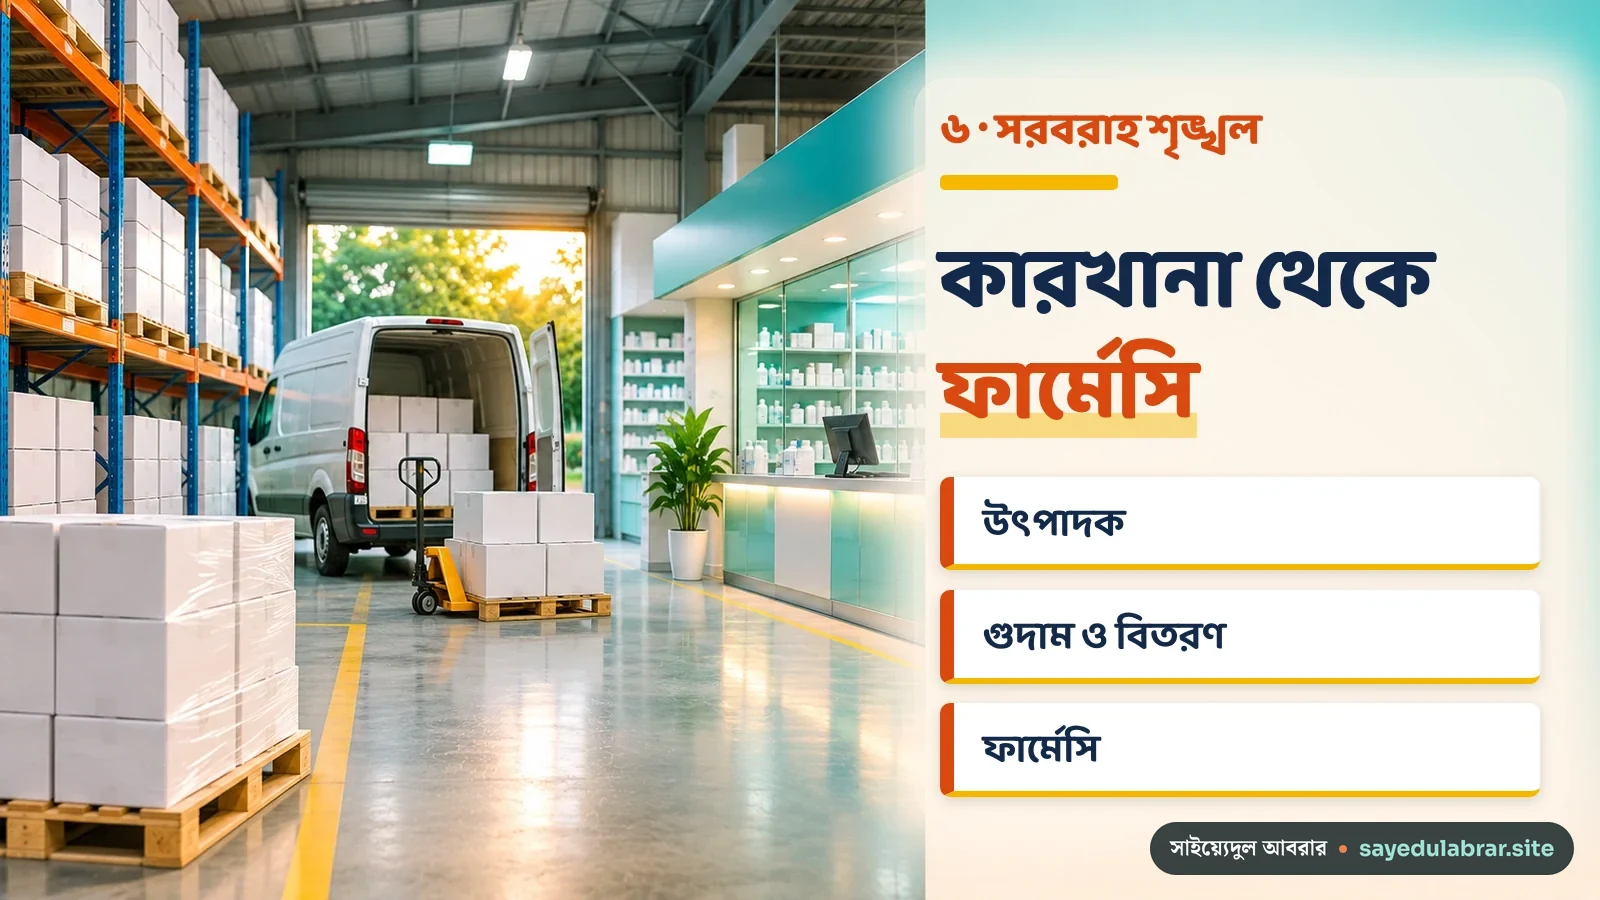 ৬ • সরবরাহ শৃঙ্খল
কারখানা থেকে
ফার্মেসি
উৎপাদক
গুদাম ও বিতরণ
ফার্মেসি
সাইয়্যেদুল আবরার • sayedulabrar.site